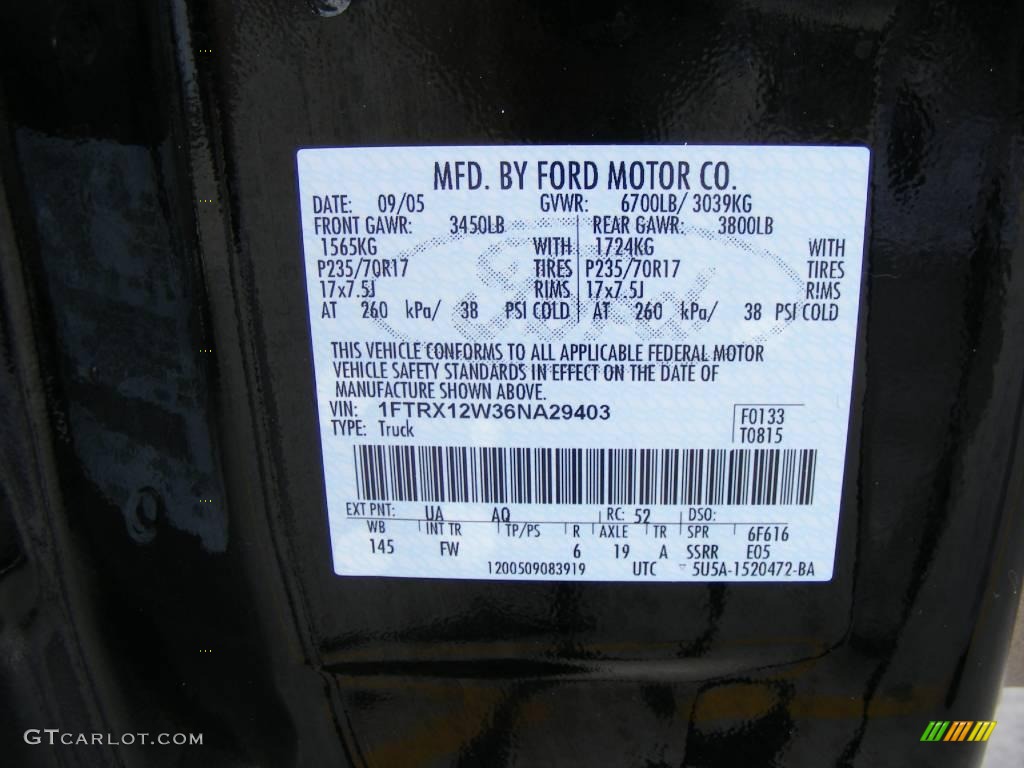 MFD. BY FORD MOTOR CO.
DATE: 09/05 GVWR: 6700LB/ 3039KG
FRONT GAWR: 3450LB REAR GAWR: 3800LB
1565KG WITH 1724KG WITH
P235/70R17 TIRES P235/70R17 TIRES
17x7.5J RIMS 17x7.5J RIMS
AT 260 kPa/ 38 PSI COLD AT 260 kPa/ 38 PSI COLD
THIS VEHICLE CONFORMS TO ALL APPLICABLE FEDERAL MOTOR
VEHICLE SAFETY STANDARDS IN EFFECT ON THE DATE OF
MANUFACTURE SHOWN ABOVE.
VIN: 1FTRX12W36NA29403 F0133
TYPE: Truck T0815
EXT PNT: UA AQ RC: 52 DSO:
WB INT TR TP/PS R AXLE TR SPR 6F616
145 FW 6 19 A SSRR E05
1200509083919 UTC 5U5A-1520472-BA
Ford
GTCARLOT.COM